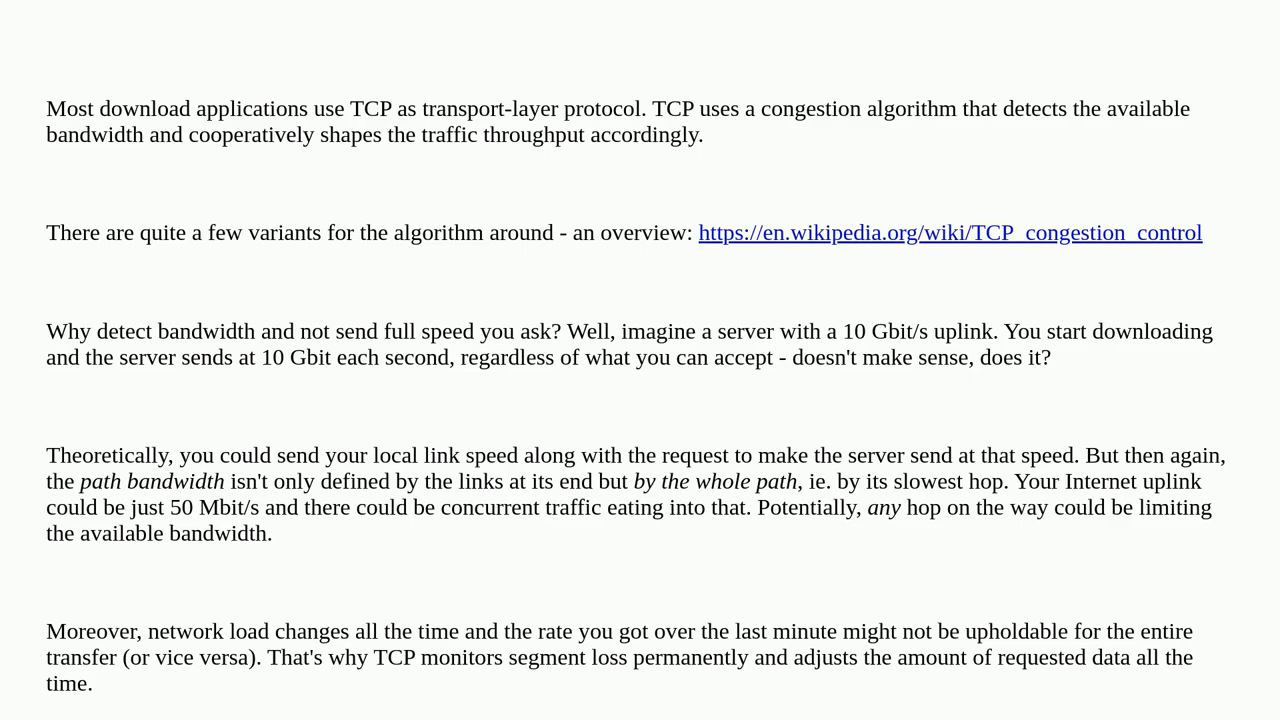 Most download applications use TCP as transport-layer protocol. TCP uses a congestion algorithm that detects the available
bandwidth and cooperatively shapes the traffic throughput accordingly.
There are quite a few variants for the algorithm around - an overview: https://en.wikipedia.org/wiki/TCP_congestion_control
Why detect bandwidth and not send full speed you ask? Well, imagine a server with a 10 Gbit/s uplink. You start downloading
and the server sends at 10 Gbit each second, regardless of what you can accept - doesn't make sense, does it?
Theoretically, you could send your local link speed along with the request to make the server send at that speed. But then again,
the path bandwidth isn't only defined by the links at its end but by the whole path, ie. by its slowest hop. Your Internet uplink
could be just 50 Mbit/s and there could be concurrent traffic eating into that. Potentially, any hop on the way could be limiting
the available bandwidth.
Moreover, network load changes all the time and the rate you got over the last minute might not be upholdable for the entire
transfer (or vice versa). That's why TCP monitors segment loss permanently and adjusts the amount of requested data all the
time.